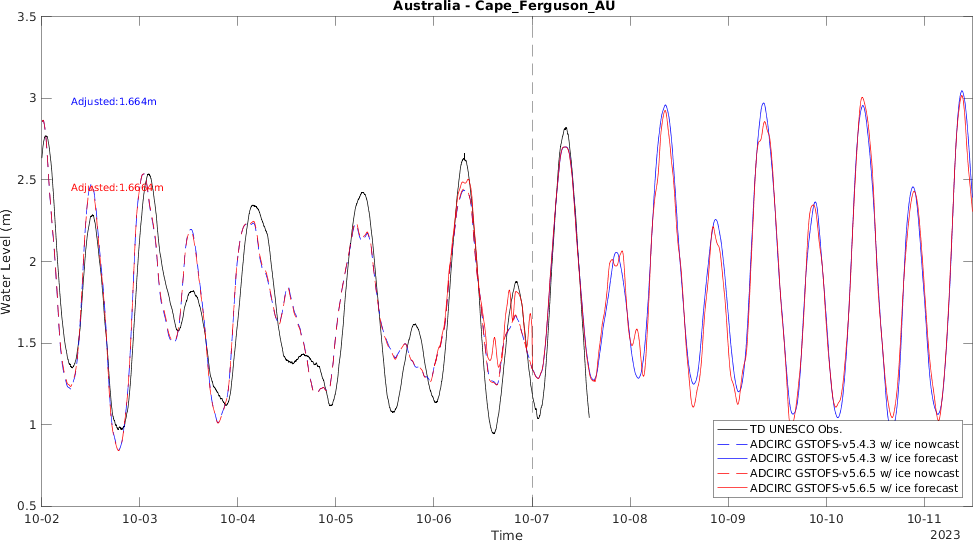 Australia - Cape_Ferguson_AU
3.5
3
2.5
2
1.5
1
0.5
Water Level (m)
Adjusted:1.664m
Adjusted:1.6664m
10-02
10-03
10-04
10-05
10-06
10-07
10-08
10-09
10-10
10-11
Time
2023
TD UNESCO Obs.
ADCIRC GSTOFS-v5.4.3 w/ ice nowcast
ADCIRC GSTOFS-v5.4.3 w/ ice forecast
ADCIRC GSTOFS-v5.6.5 w/ ice nowcast
ADCIRC GSTOFS-v5.6.5 w/ ice forecast